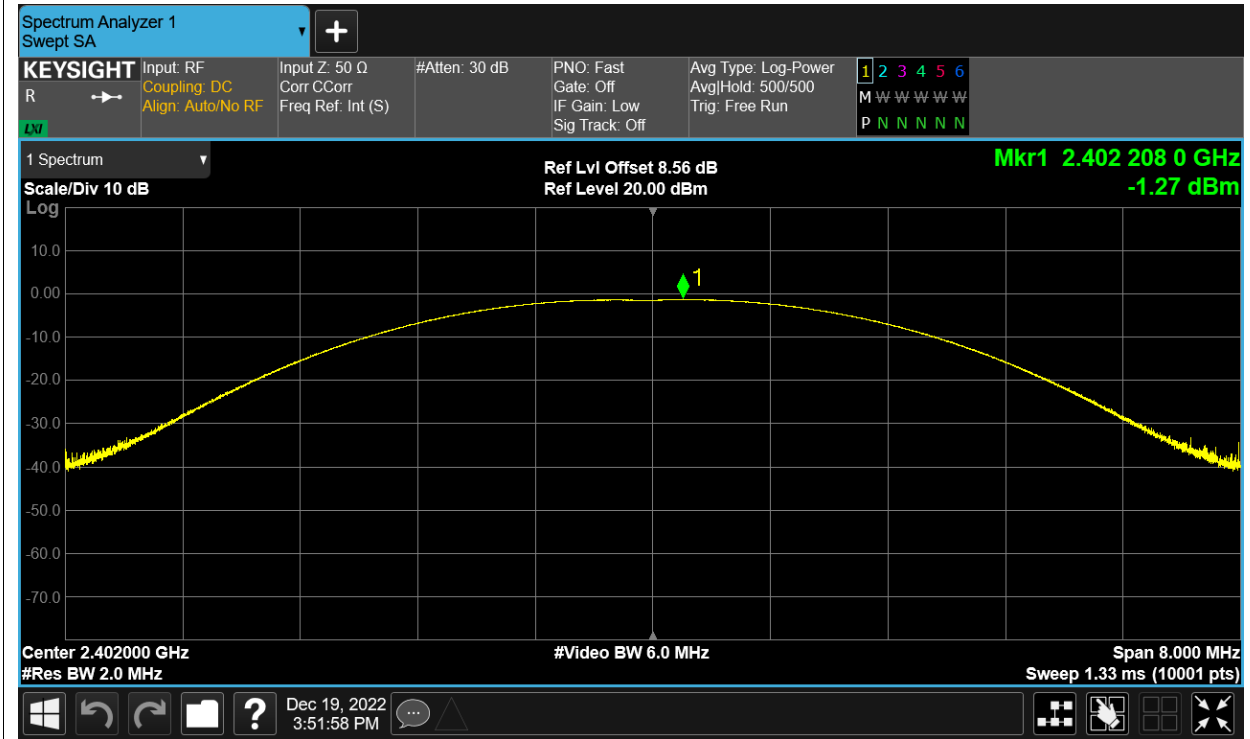 Spectrum Analyzer 1
Swept SA
KEYSIGHT
R
LXI
Input: RF
Coupling: DC
Align: Auto/No RF
Input Z: 50 Ω
Corr CCorr
Freq Ref: Int (S)
#Atten: 30 dB
PNO: Fast
Gate: Off
IF Gain: Low
Sig Track: Off
Avg Type: Log-Power
Avg|Hold: 500/500
Trig: Free Run
1 2 3 4 5 6
M W W W W W
P N N N N N
1 Spectrum
Scale/Div 10 dB
Log
Ref Lvl Offset 8.56 dB
Ref Level 20.00 dBm
Mkr1 2.402 208 0 GHz
-1.27 dBm
1
10.0
0.00
-10.0
-20.0
-30.0
-40.0
-50.0
-60.0
-70.0
Center 2.402000 GHz
#Res BW 2.0 MHz
#Video BW 6.0 MHz
Span 8.000 MHz
Sweep 1.33 ms (10001 pts)
?
Dec 19, 2022
3:51:58 PM